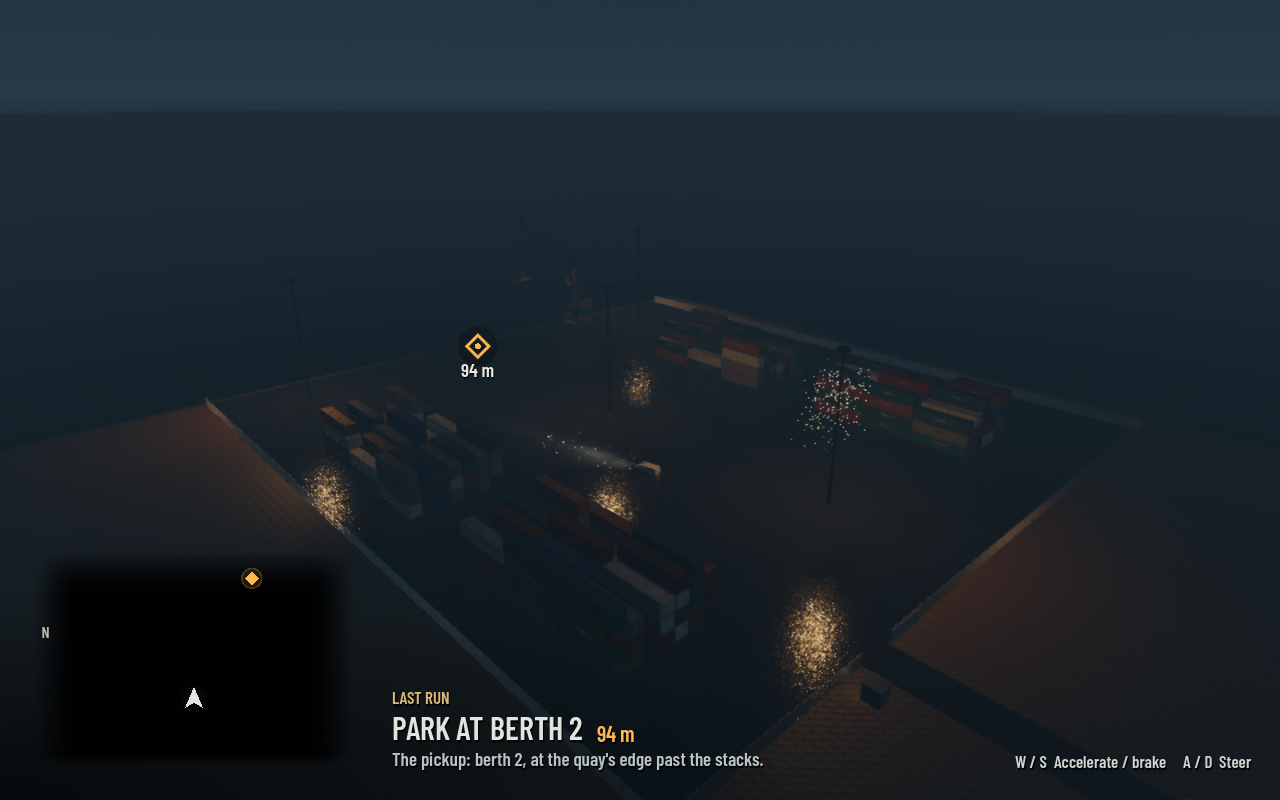 94 m
N
LAST RUN
PARK AT BERTH 2 94 m
The pickup: berth 2, at the quay's edge past the stacks.
W / S Accelerate / brake A / D Steer